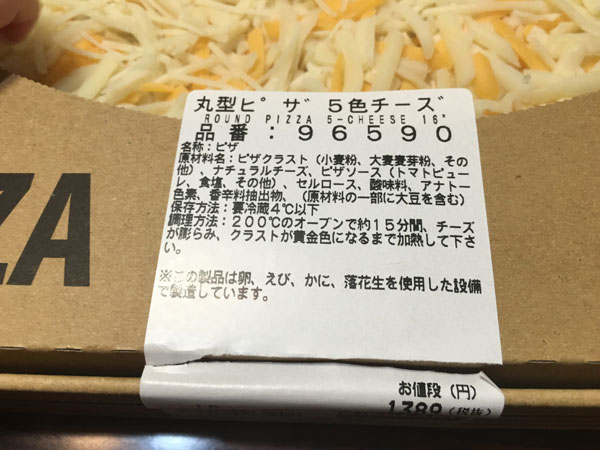 丸型ピザ 5色チーズ
ROUND PIZZA 5-CHEESE 16"
品番:96590
名称:ピザ
原材料名:ピザクラスト(小麦粉、大麦麦芽粉、その
他)、ナチュラルチーズ、ピザソース(トマトピュー
レ、食塩、その他)、セルロース、酸味料、アナトー
色素、香辛料抽出物、(原材料の一部に大豆を含む)
保存方法:要冷蔵4℃以下
調理方法:200℃のオーブンで約15分間、チーズ
が膨らみ、クラストが黄金色になるまで加熱して下さ
い。
※この製品は卵、えび、かに、落花生を使用した設備
で製造しています。
ZA
お値段(円)
1389(税抜)